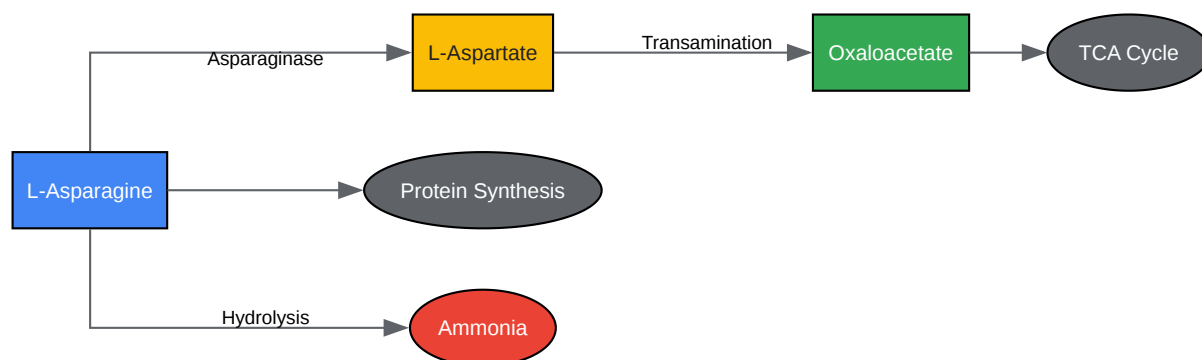 Asparaginase
L-Aspartate
Transamination
Oxaloacetate
TCA Cycle
L-Asparagine
Protein Synthesis
Hydrolysis
Ammonia